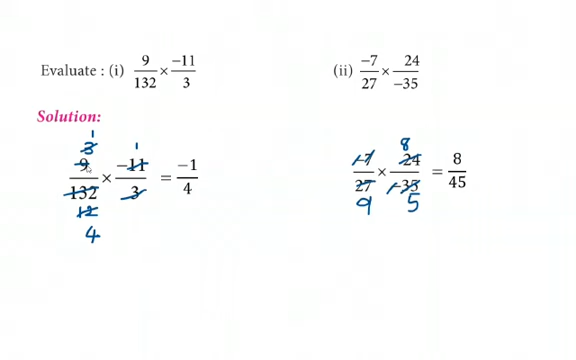 Evaluate : (i) 9/132 × −11/3
(ii) −7/27 × 24/−35
Solution:
1
3 1
9/132 × −11/3 = −1/4
12
4
8
−7/27 × 24/−35 = 8/45
9 5